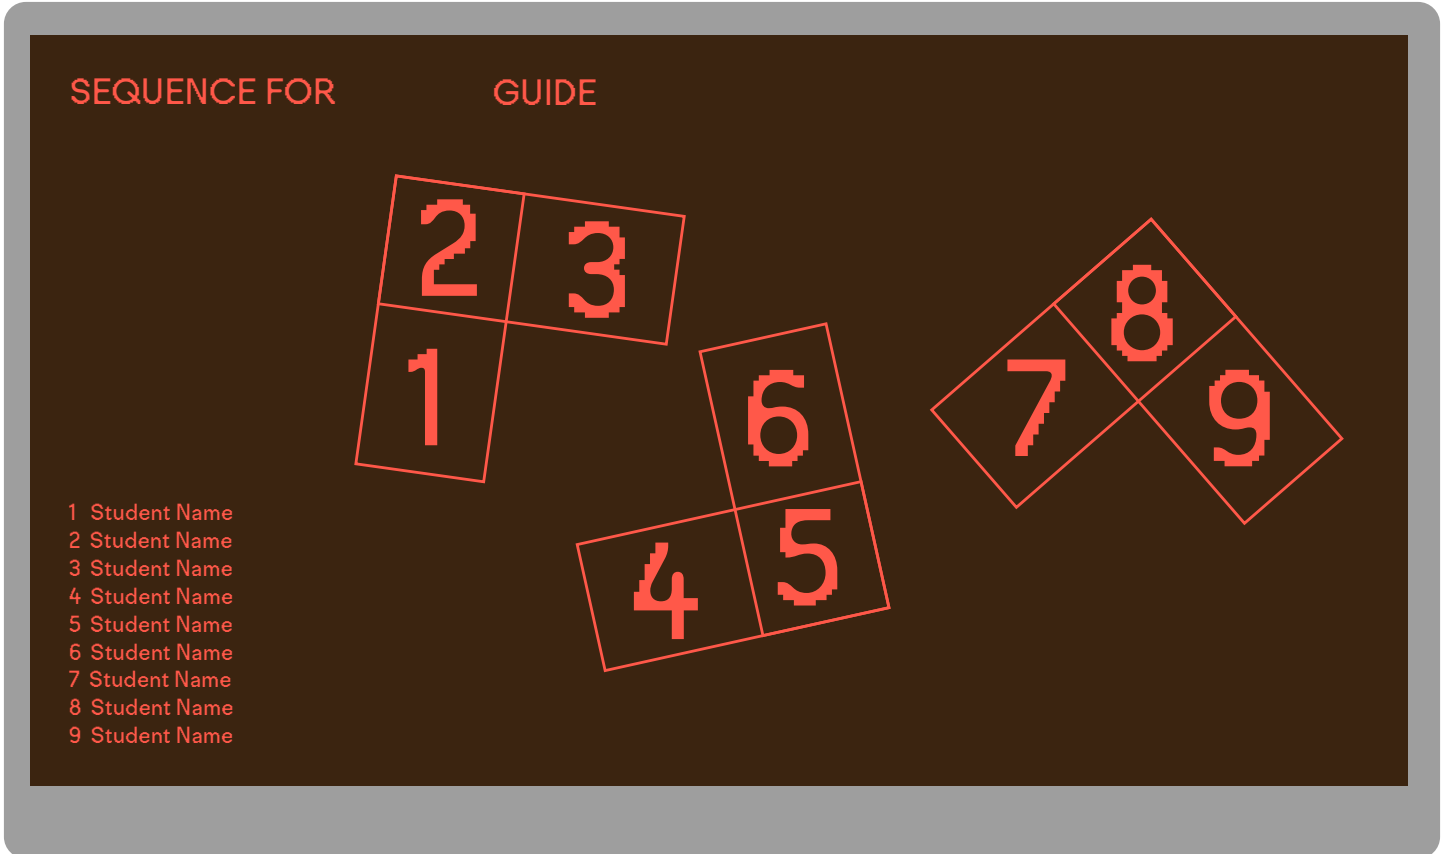 SEQUENCE FOR GUIDE
2
3
1
6
4
5
8
7
9
1 Student Name
2 Student Name
3 Student Name
4 Student Name
5 Student Name
6 Student Name
7 Student Name
8 Student Name
9 Student Name